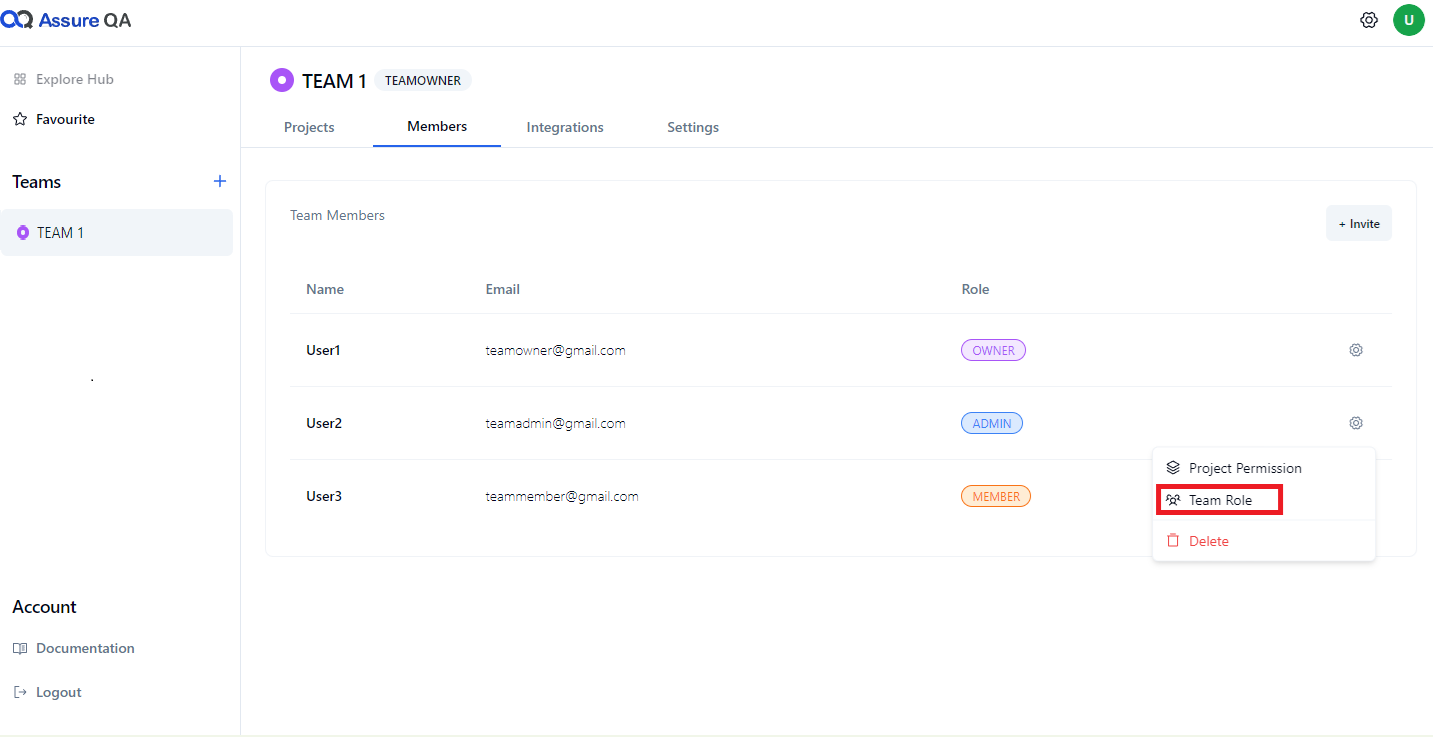 Assure QA
U
Explore Hub
Favourite
Teams
+
TEAM 1
Account
Documentation
Logout
TEAM 1 TEAMOWNER
Projects Members Integrations Settings
Team Members
+ Invite
Name Email Role
User1 teamowner@gmail.com OWNER
User2 teamadmin@gmail.com ADMIN
User3 teammember@gmail.com MEMBER
Project Permission
Team Role
Delete